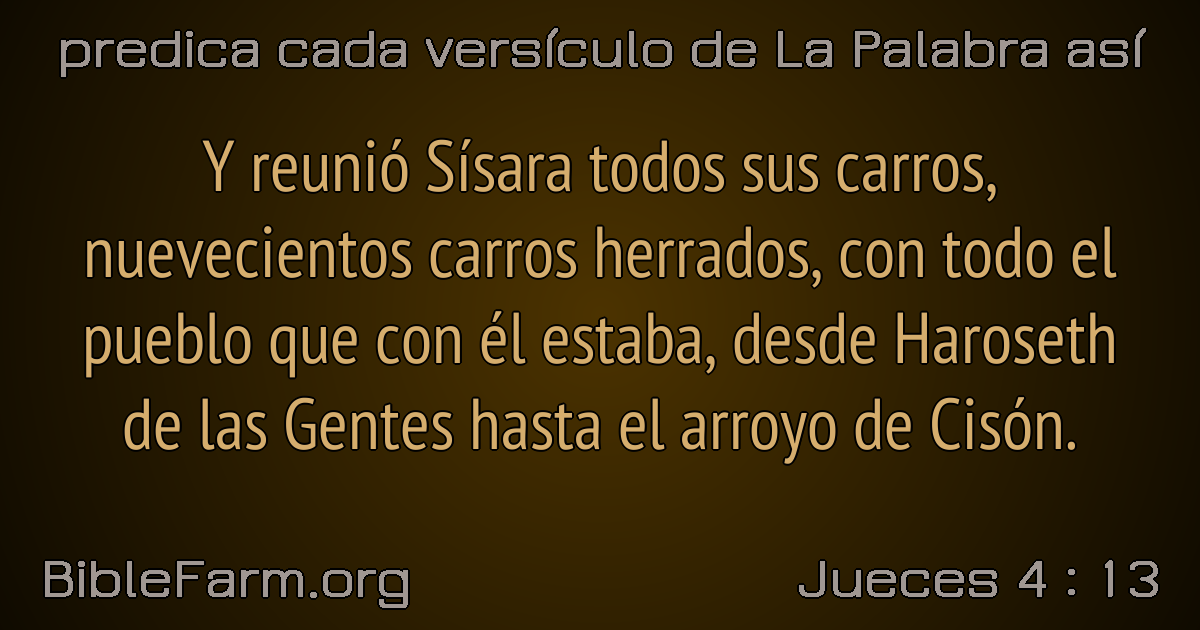 predica cada versículo de La Palabra así
Y reunió Sísara todos sus carros,
nuevecientos carros herrados, con todo el
pueblo que con él estaba, desde Haroseth
de las Gentes hasta el arroyo de Cisón.
BibleFarm.org
Jueces 4 : 13